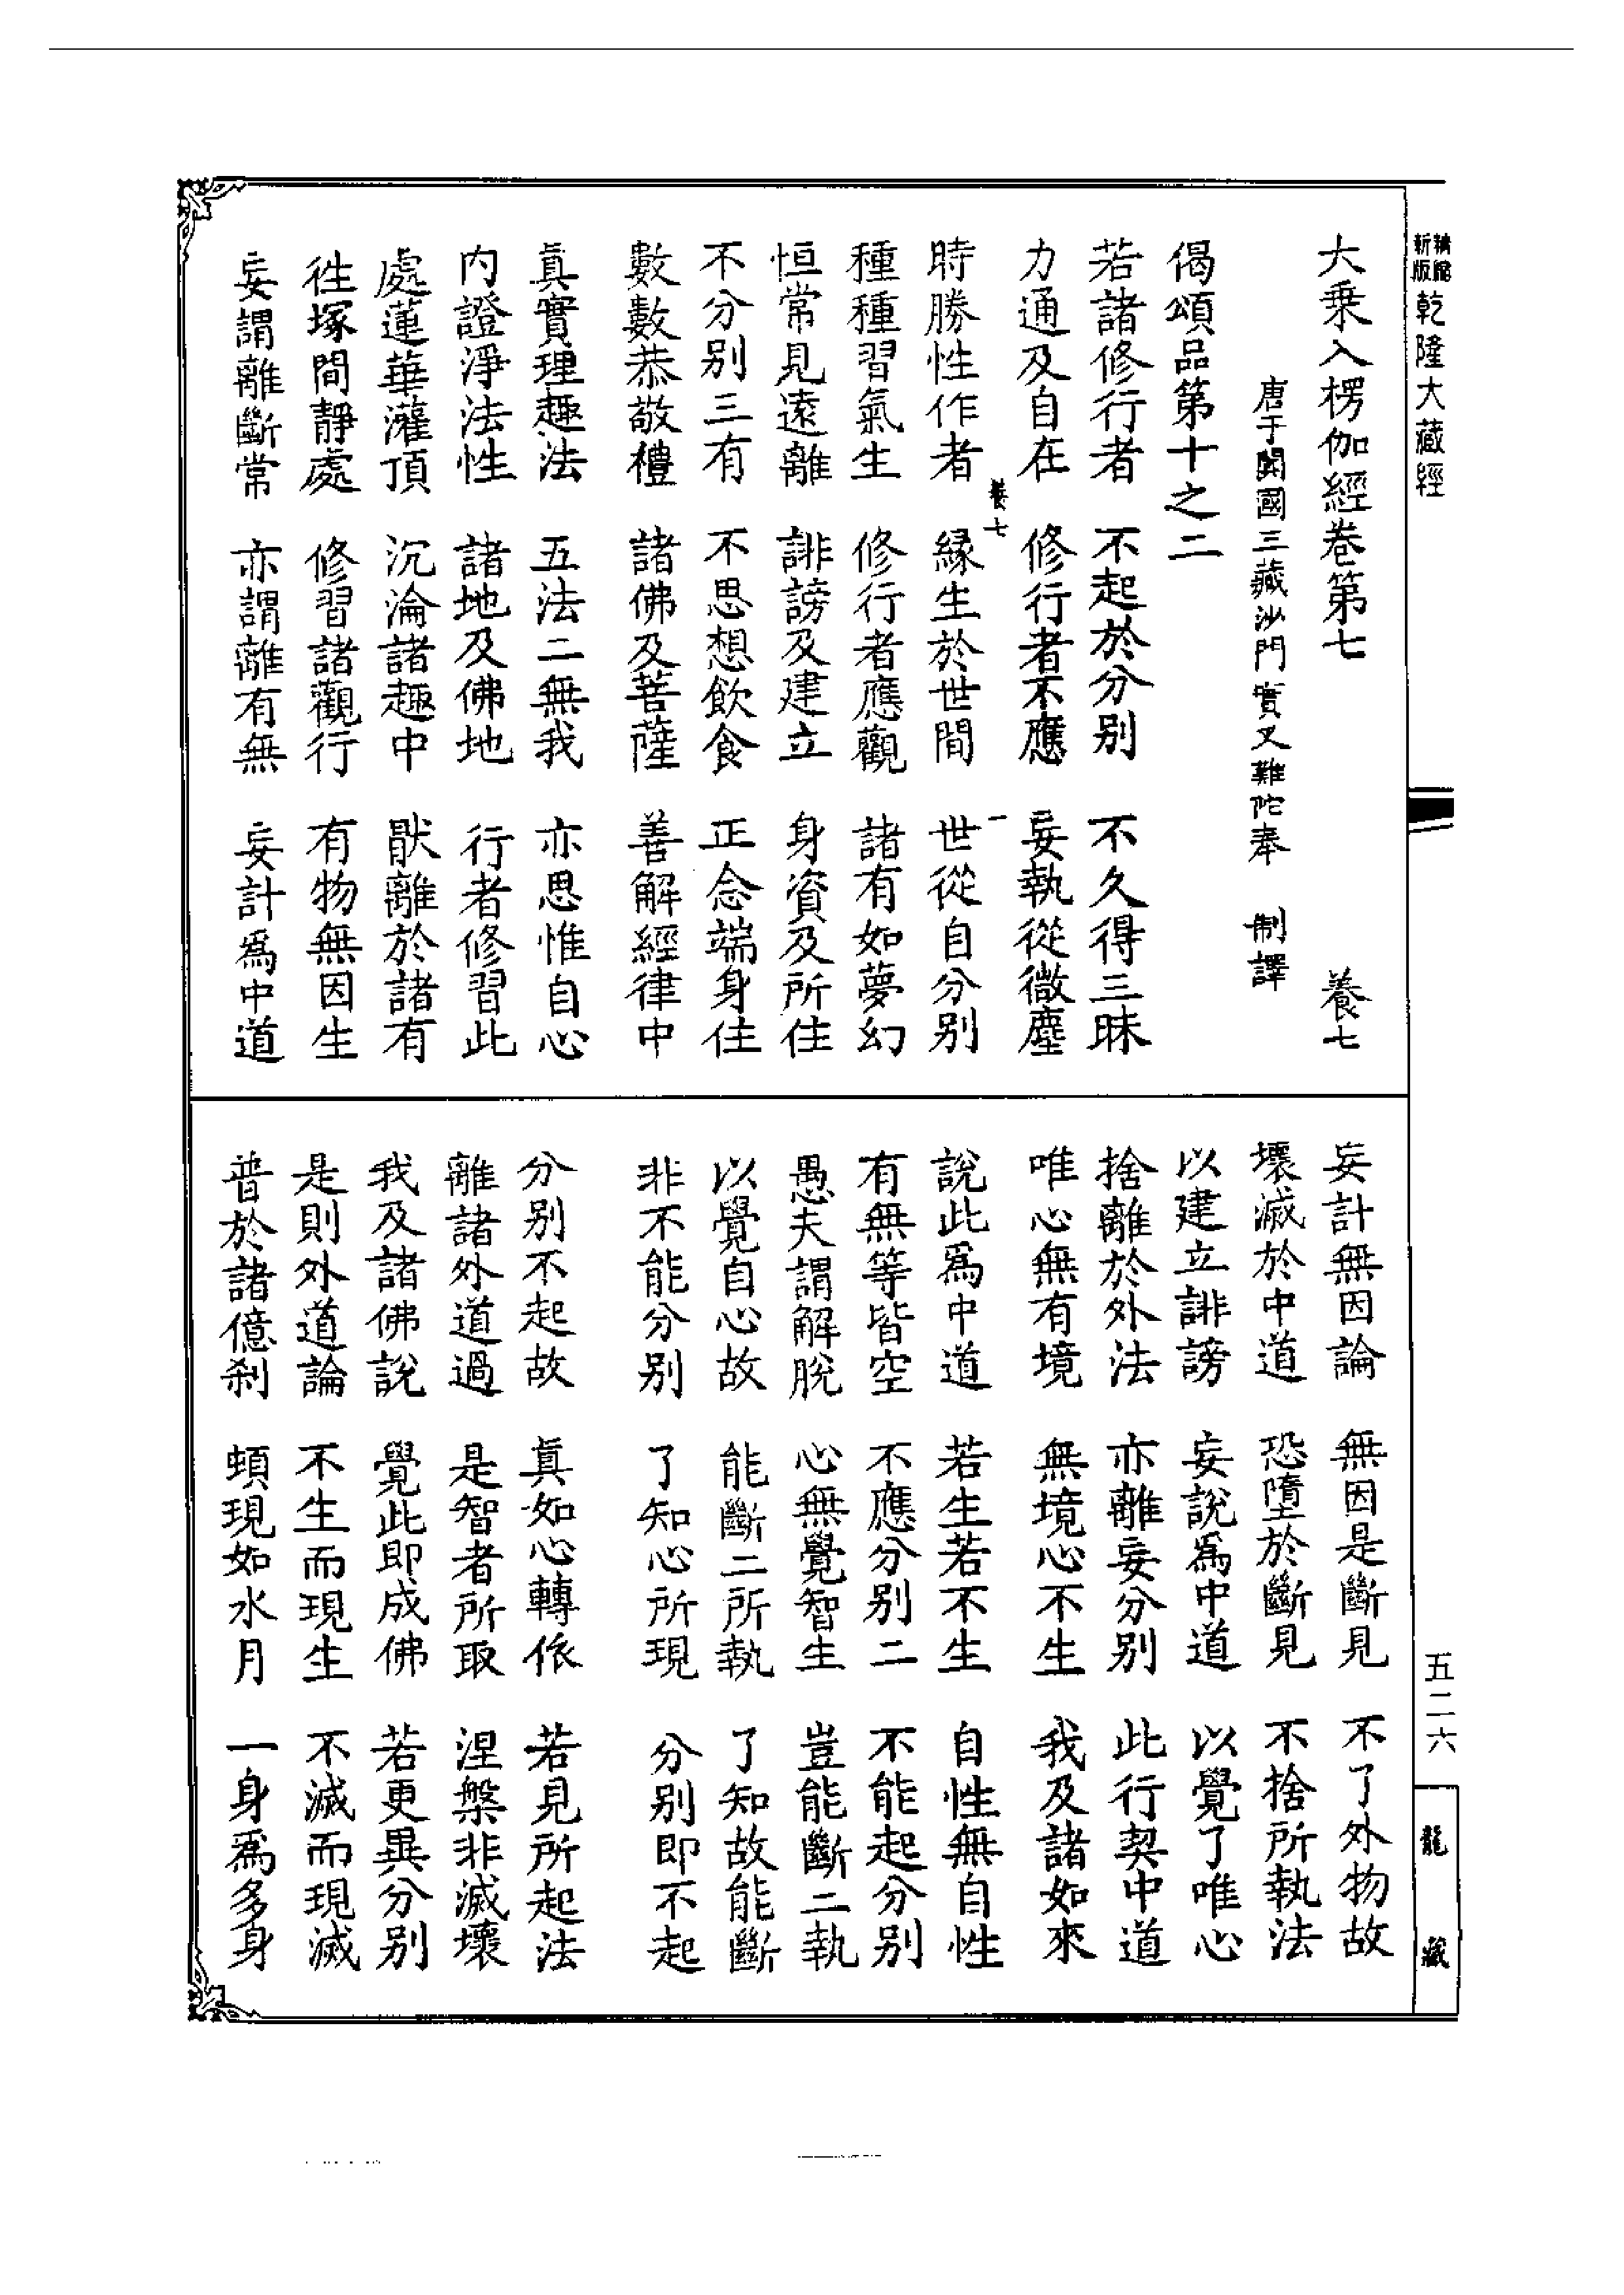 精縮新版 乾隆大藏經
大乗入楞伽經卷第七 養七
唐于闐國三藏沙門實叉難陀奉 制譯
偈頌品第十之二
若諸修行者 不起於分别 不久得三昧
力通及自在 修行者不應 妄執從微塵
養七 一
時勝性作者 緣生於世間 世從自分别
種種習氣生 修行者應觀 諸有如夢幻
恒常見遠離 誹謗及建立 身資及所住
不分别三有 不思想飲食 正念端身住
數數恭敬禮 諸佛及菩薩 善解經律中
真實理趣法 五法二無我 亦思惟自心
内證淨法性 諸地及佛地 行者修習此
處蓮華灌頂 沉淪諸趣中 猒離於諸有
徃塚間靜處 修習諸觀行 有物無因生
妄謂離斷常 亦謂離有無 妄計爲中道
妄計無因論 無因是斷見 不了外物故
壞滅於中道 恐墮於斷見 不捨所執法
以建立誹謗 妄說爲中道 以覺了唯心
捨離於外法 亦離妄分别 此行契中道
唯心無有境 無境心不生 我及諸如來
說此爲中道 若生若不生 自性無自性
有無等皆空 不應分别二 不能起分别
愚夫謂解脫 心無覺智生 豈能斷二執
以覺自心故 能斷二所執 了知故能斷
非不能分别 了知心所現 分别即不起
分别不起故 真如心轉依 若見所起法
離諸外道過 是智者所取 涅槃非滅壞
我及諸佛說 覺此即成佛 若更異分别
是則外道論 不生而現生 不滅而現滅
普於諸億刹 頓現如水月 一身爲多身
五二六
龍藏